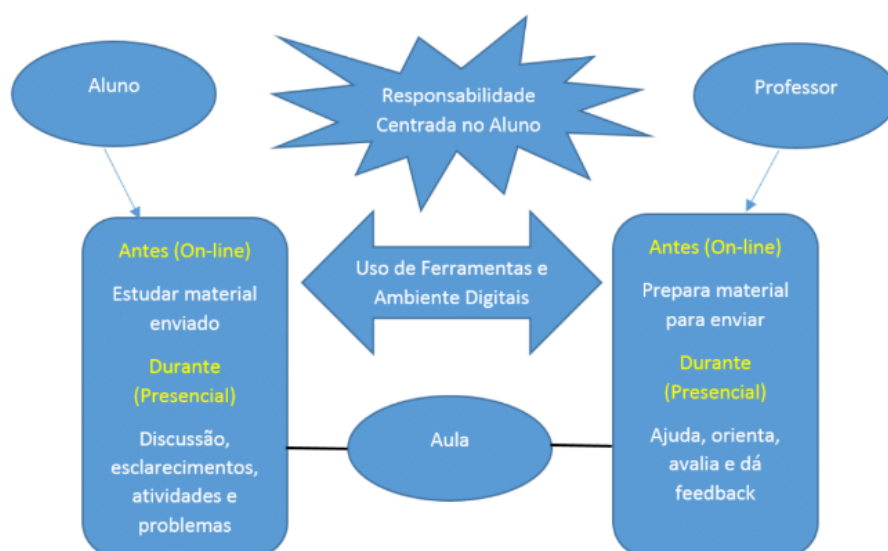 Aluno
Responsabilidade
Centrada no Aluno
Professor
Antes (On-line)
Estudar material
enviado
Durante
(Presencial)
Discussão,
esclarecimentos,
atividades e
problemas
Uso de Ferramentas e
Ambiente Digitais
Aula
Antes (On-line)
Prepara material
para enviar
Durante
(Presencial)
Ajuda, orienta,
avalia e dá
feedback